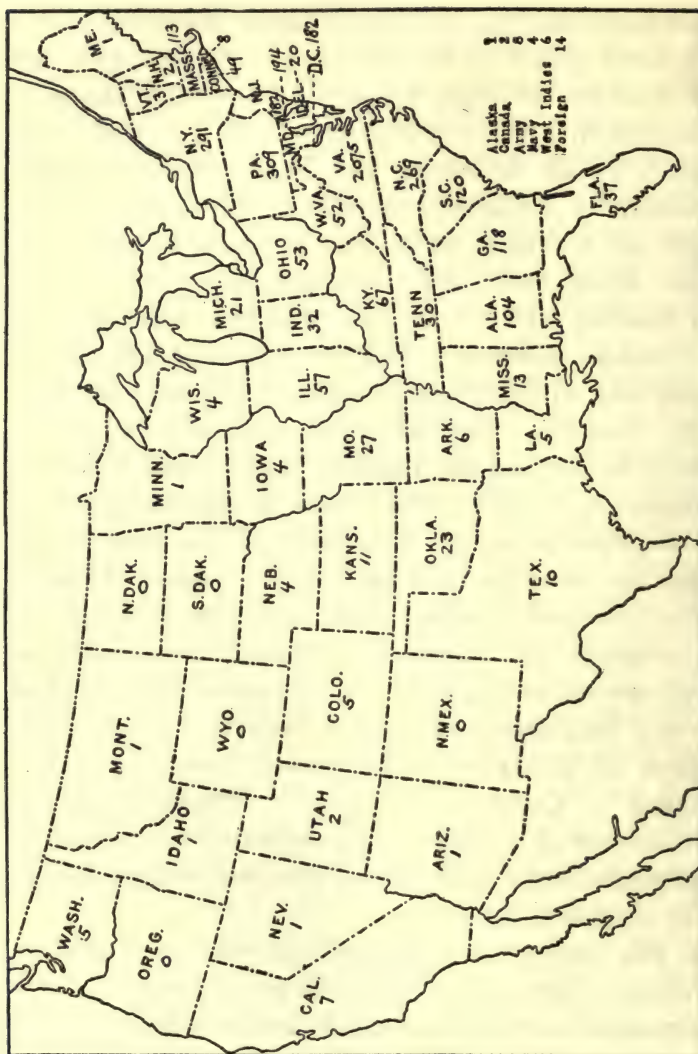 WASH.
5
OREG.
0
CAL.
7
NEV.
1
IDAHO
1
MONT.
1
WYO.
0
UTAH
2
ARIZ.
1
COLO.
5
N.MEX.
0
N.DAK.
0
S.DAK.
0
NEB.
4
KANS.
11
OKLA.
23
TEX.
10
MINN.
1
IOWA
4
MO.
27
ARK.
6
LA.
5
WIS.
4
ILL.
57
MICH.
21
IND.
32
OHIO
53
KY.
67
TENN
30
MISS.
13
ALA.
104
GA.
118
FLA.
37
S.C.
120
N.C.
269
VA.
2075
W.VA.
52
PA.
309
N.Y.
291
ME.
1
VT.
N.H.
2
MASS.
113
CONN.
8
49
N.J.
MD.
194
DEL.
20
D.C. 182
Alaska 1
Canada 2
Army 8
Navy 4
West Indies 6
Foreign 14